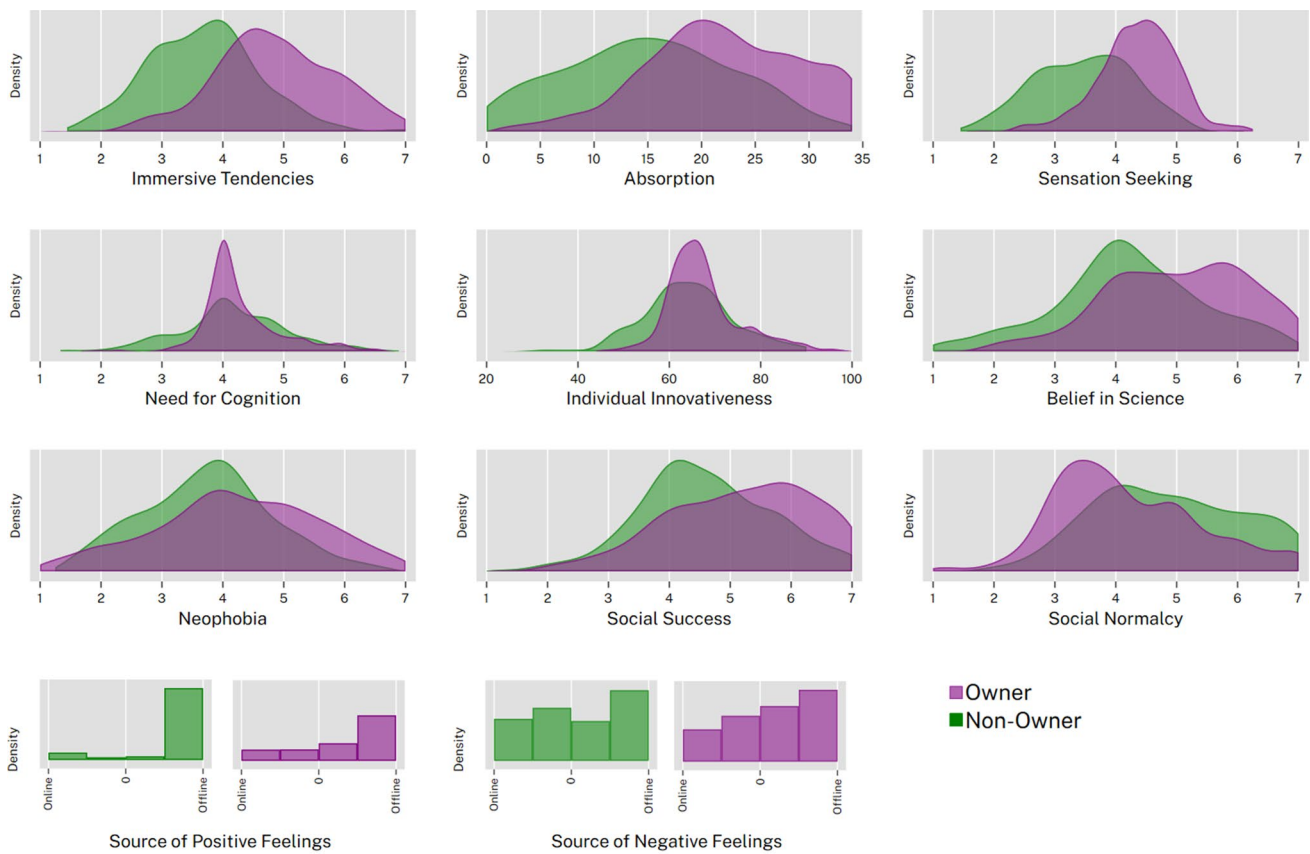 Density
1 2 3 4 5 6 7
Immersive Tendencies
Density
0 5 10 15 20 25 30 35
Absorption
Density
1 2 3 4 5 6 7
Sensation Seeking
Density
1 2 3 4 5 6 7
Need for Cognition
20 40 60 80 100
Individual Innovativeness
Density
1 2 3 4 5 6 7
Belief in Science
Density
1 2 3 4 5 6 7
Neophobia
Density
1 2 3 4 5 6 7
Social Success
Density
1 2 3 4 5 6 7
Social Normalcy
Density
Online 0 Offline
Online 0 Offline
Source of Positive Feelings
Density
Online 0 Offline
Online 0 Offline
Source of Negative Feelings
Owner
Non-Owner